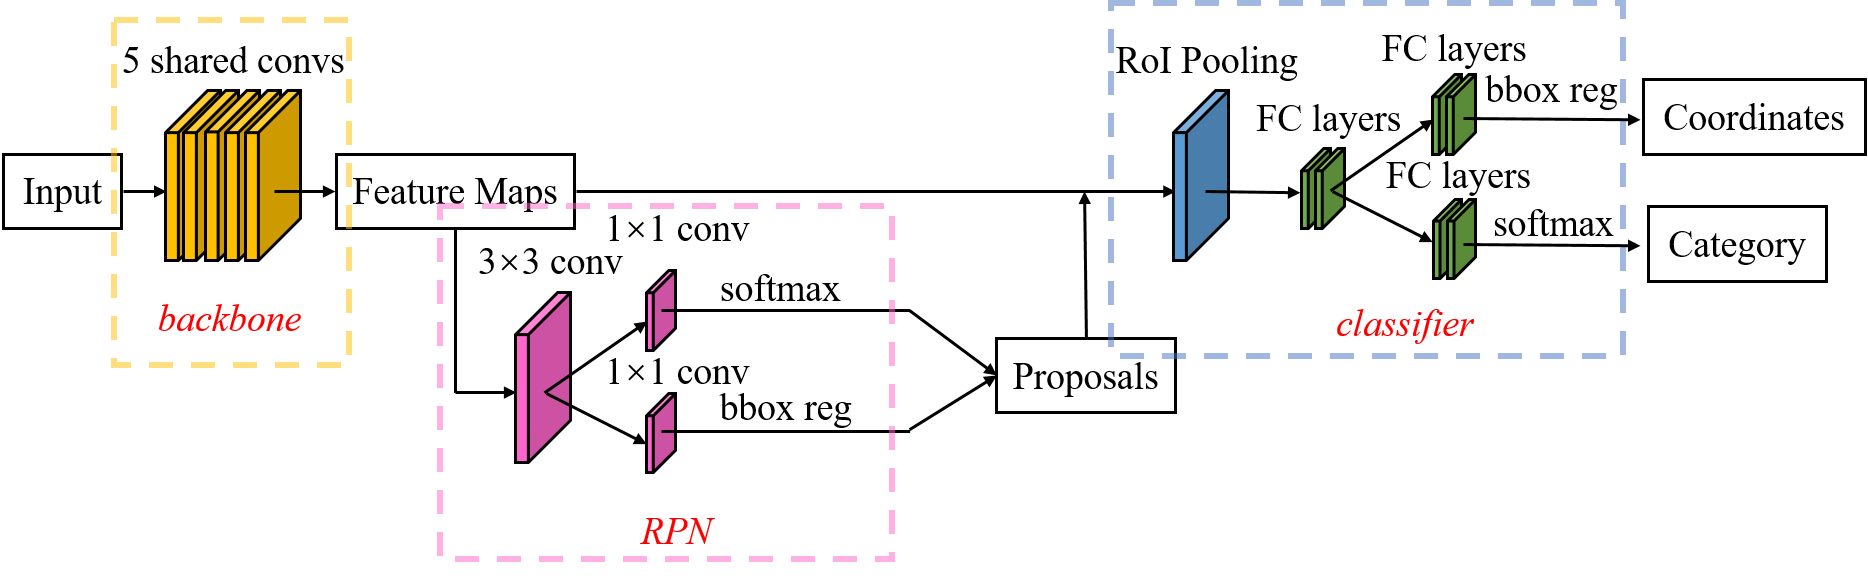 5 shared convs
Input
backbone
Feature Maps
1×1 conv
3×3 conv
softmax
1×1 conv
bbox reg
RPN
Proposals
RoI Pooling
FC layers
FC layers
bbox reg
FC layers
softmax
classifier
Coordinates
Category